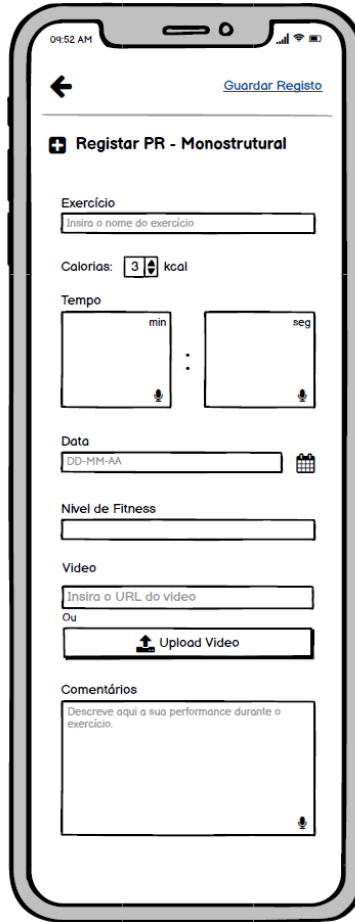 09:52 AM
Guardar Registo
Registar PR - Monostrutural
Exercício
Insira o nome do exercício
Calorias: 3 kcal
Tempo
min
seg
:
Data
DD-MM-AA
Nivel de Fitness
Video
Insira o URL do video
Ou
Upload Video
Comentários
Descreve aqui a sua performance durante o
exercício.